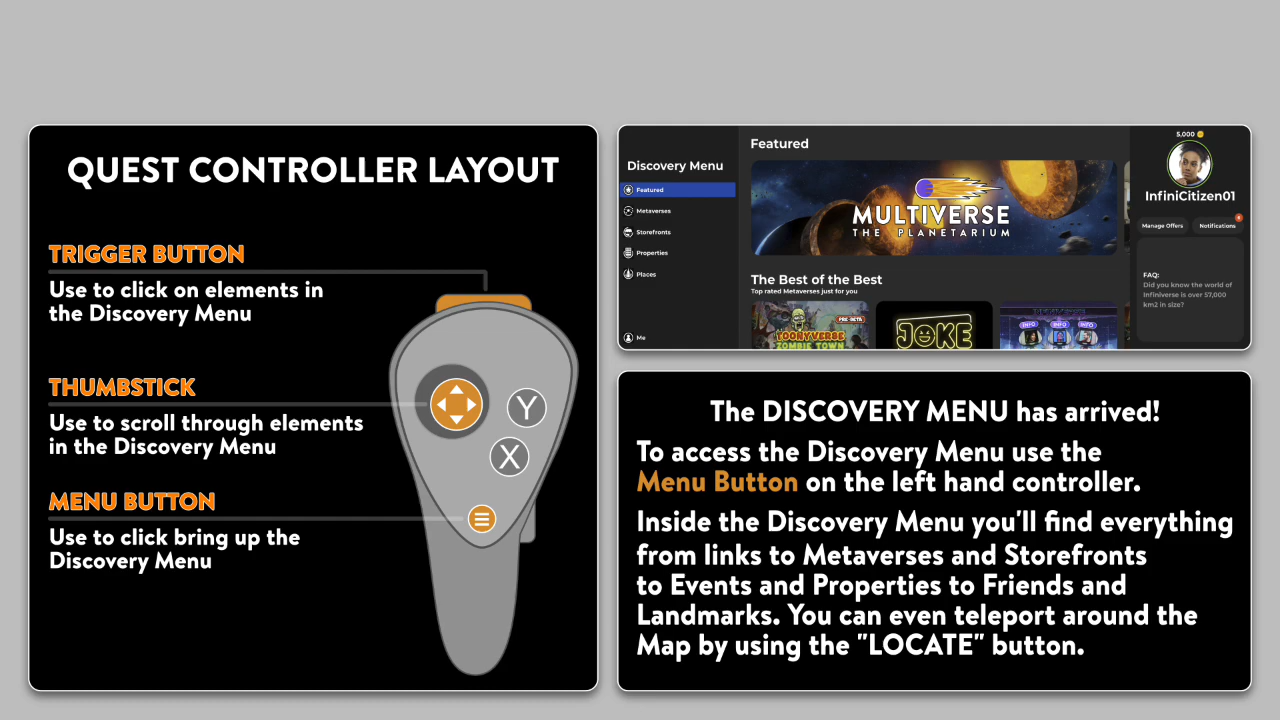 QUEST CONTROLLER LAYOUT
TRIGGER BUTTON
Use to click on elements in
the Discovery Menu
THUMBSTICK
Use to scroll through elements
in the Discovery Menu
MENU BUTTON
Use to click bring up the
Discovery Menu
Y
X
Discovery Menu
Featured
Metaverses
Storefronts
Properties
Places
Me
Featured
MULTIVERSE
THE PLANETARIUM
The Best of the Best
Top rated Metaverses just for you
PRE-BETA
TOONYVERSE
ZOMBIE TOWN
JOKE
INFO
INFO
INFO
5,000
InfiniCitizen01
Manage Offers
Notifications
FAQ:
Did you know the world of
Infiniverse is over 57,000
km2 in size?
The DISCOVERY MENU has arrived!
To access the Discovery Menu use the
Menu Button on the left hand controller.
Inside the Discovery Menu you'll find everything
from links to Metaverses and Storefronts
to Events and Properties to Friends and
Landmarks. You can even teleport around the
Map by using the "LOCATE" button.